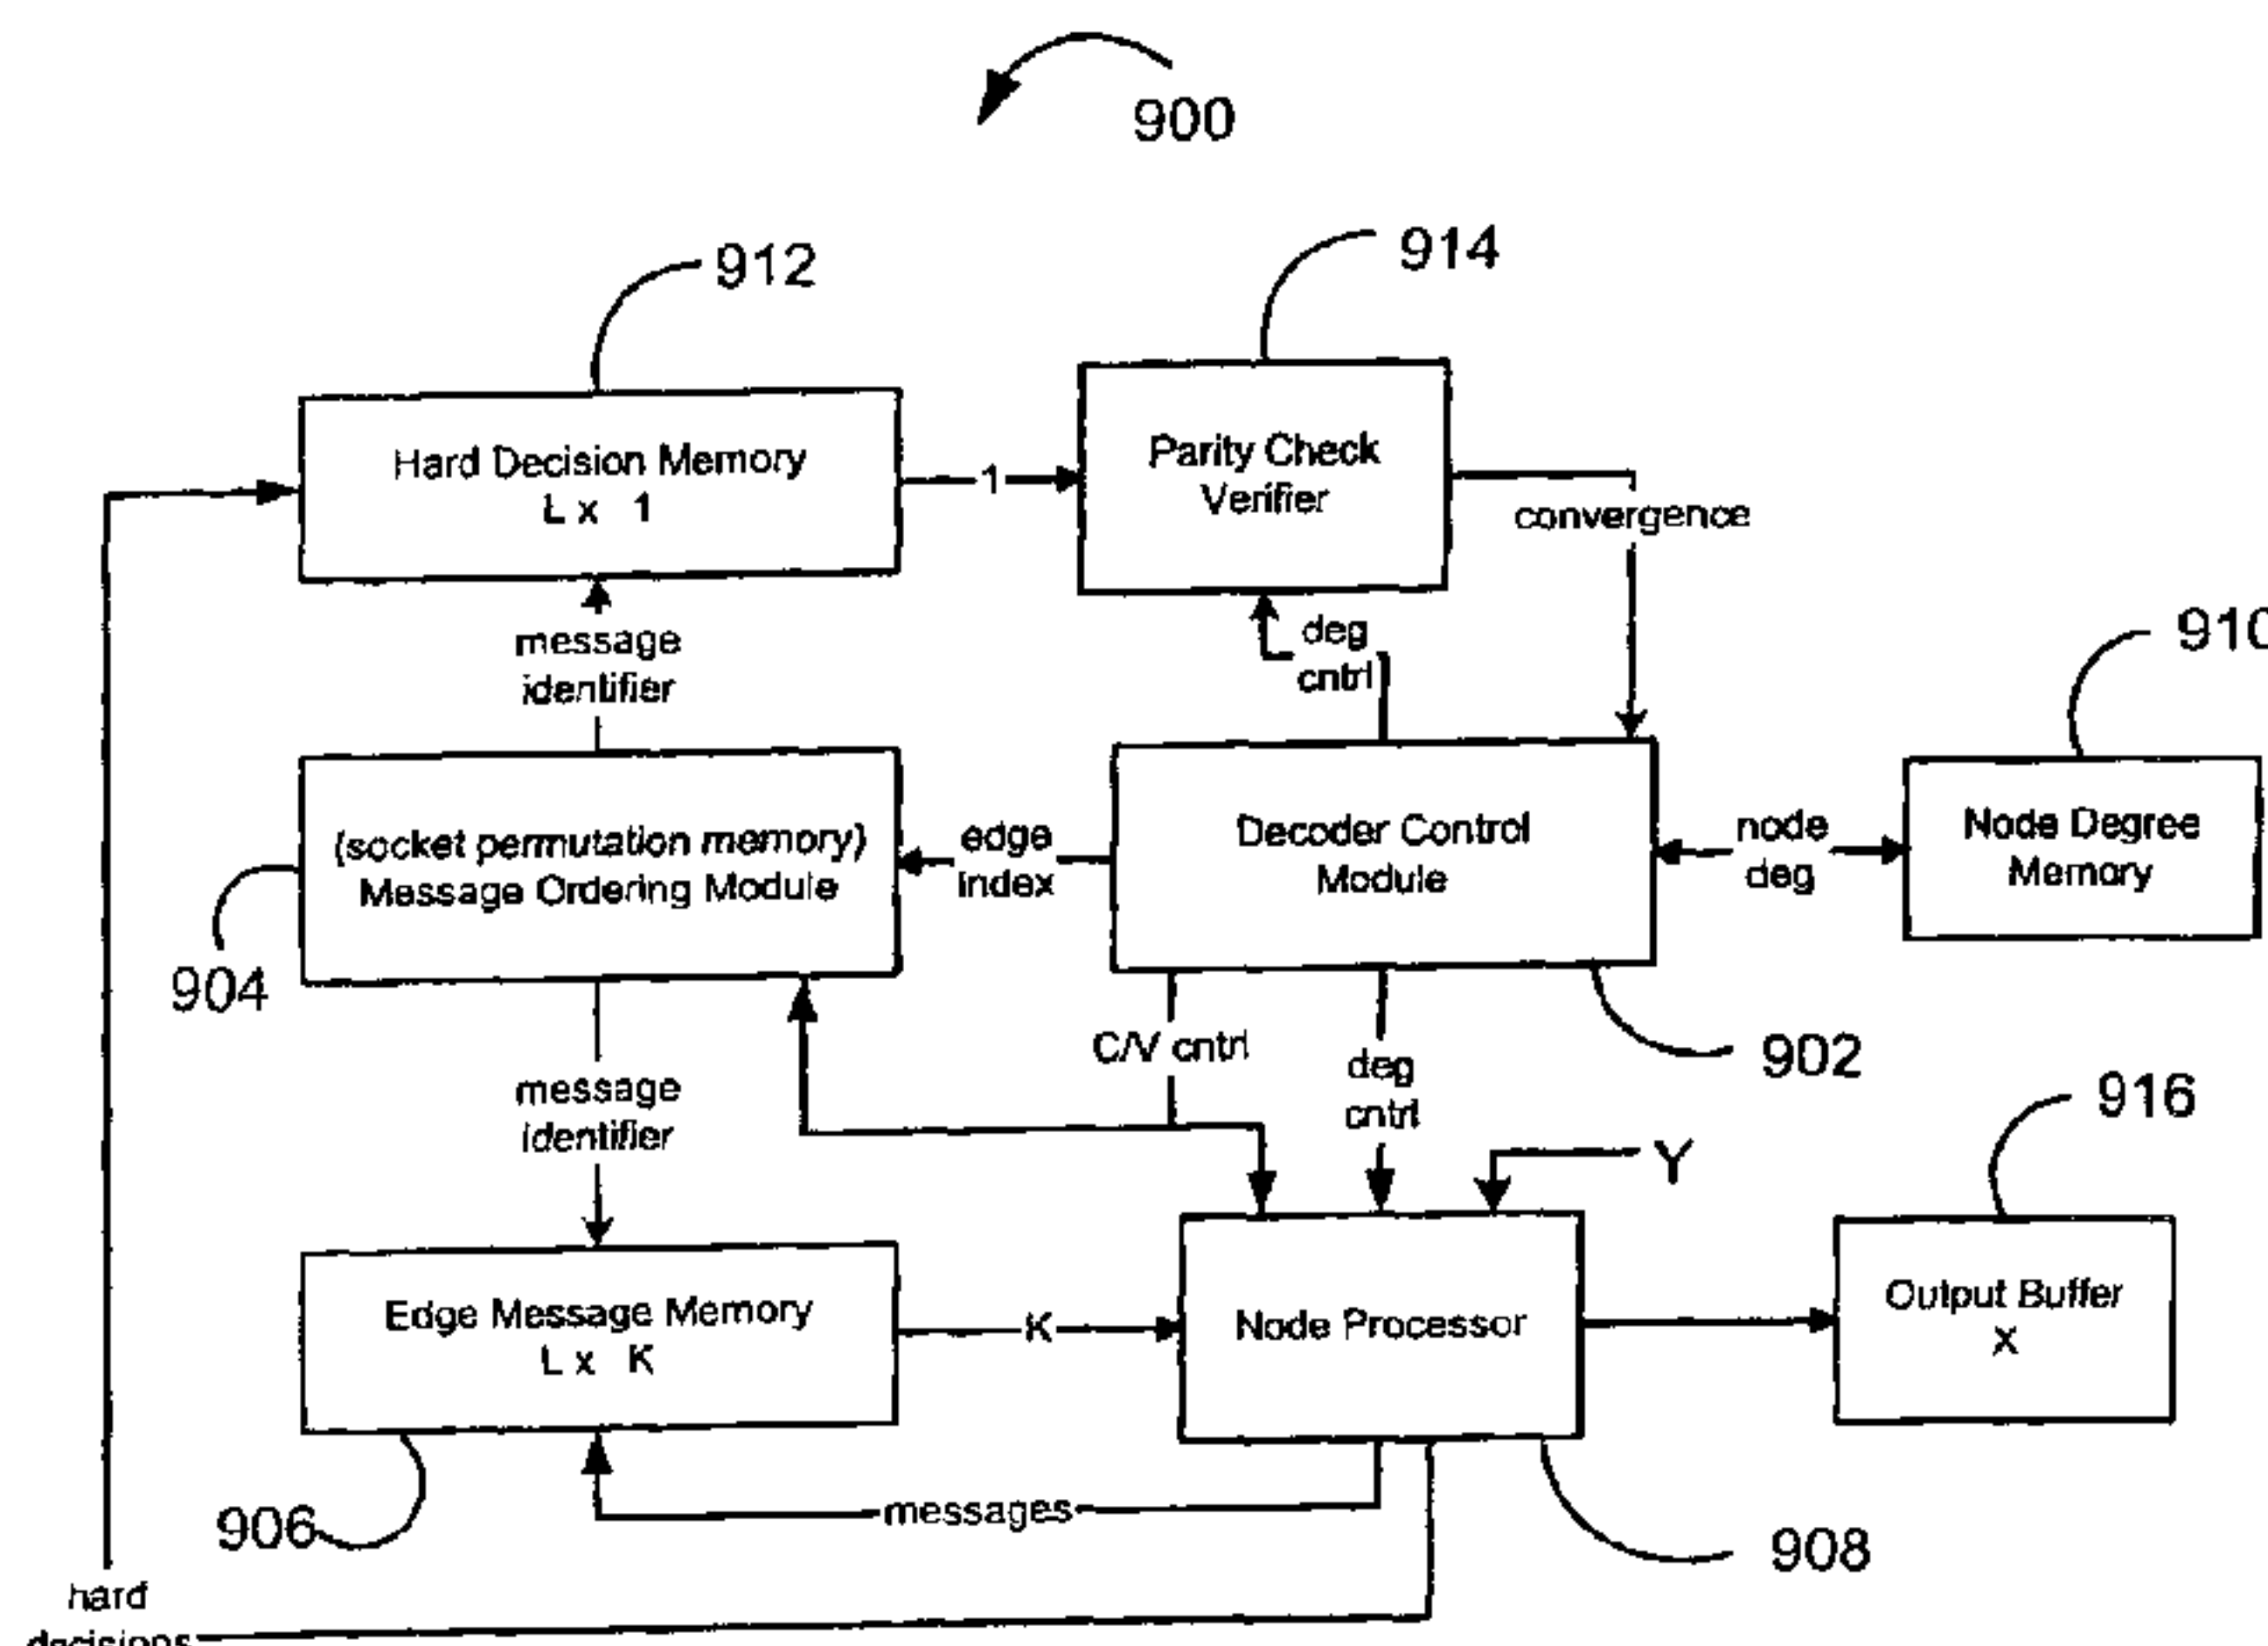 900
912
914
Hard Decision Memory
L x 1
1
Parity Check
Verifier
convergence
message
identifier
deg
cntrl
910
(socket permutation memory)
Message Ordering Module
edge
index
Decoder Control
Module
node
deg
Node Degree
Memory
904
C/V cntrl
deg
cntrl
902
916
message
identifier
Y
Edge Message Memory
L x K
K
Node Processor
Output Buffer
X
906
messages
908
hard
decisions